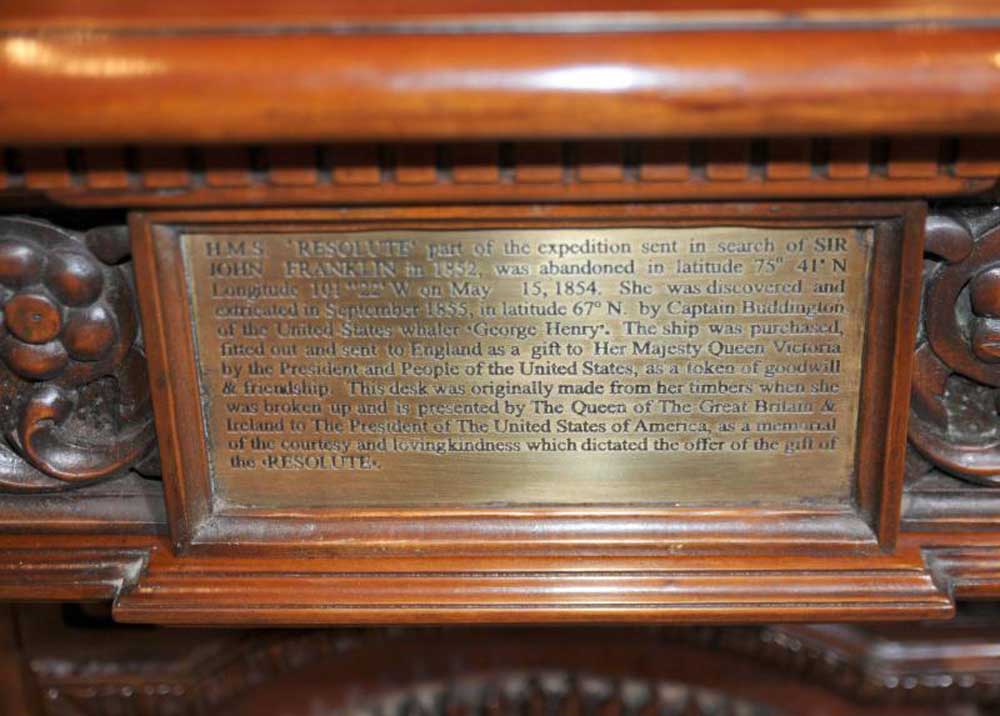 H.M.S. 'RESOLUTE' part of the expedition sent in search of SIR
JOHN FRANKLIN in 1852, was abandoned in latitude 75° 41' N
Longitude 101° 22' W on May 15, 1854. She was discovered and
extricated in September 1855, in latitude 67° N. by Captain Buddington
of the United States whaler 'George Henry'. The ship was purchased,
fitted out and sent to England as a gift to Her Majesty Queen Victoria
by the President and People of the United States, as a token of goodwill
& friendship. This desk was originally made from her timbers when she
was broken up and is presented by The Queen of The Great Britain &
Ireland to The President of The United States of America, as a memorial
of the courtesy and lovingkindness which dictated the offer of the gift of
the 'RESOLUTE'.